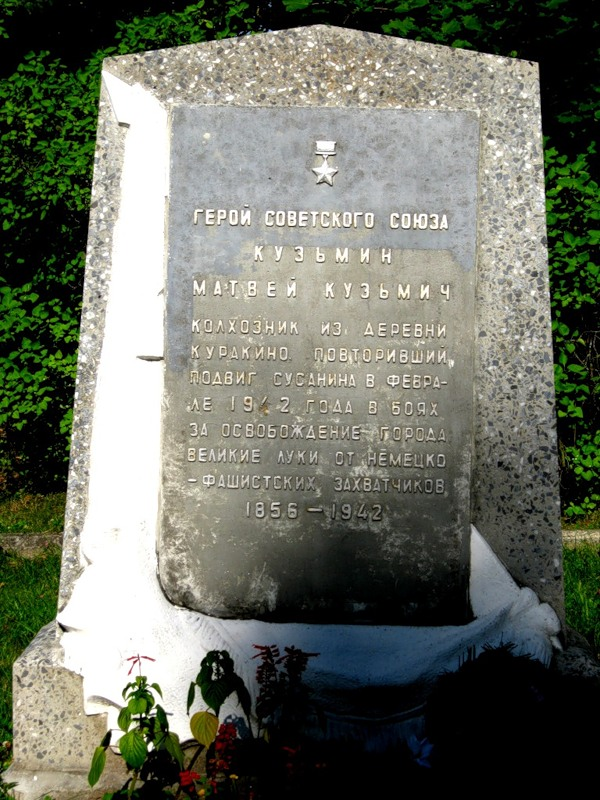 ГЕРОЙ СОВЕТСКОГО СОЮЗА
КУЗЬМИН
МАТВЕЙ КУЗЬМИЧ
КОЛХОЗНИК ИЗ ДЕРЕВНИ
КУРАКИНО, ПОВТОРИВШИЙ
ПОДВИГ СУСАНИНА В ФЕВРА-
ЛЕ 1942 ГОДА В БОЯХ
ЗА ОСВОБОЖДЕНИЕ ГОРОДА
ВЕЛИКИЕ ЛУКИ ОТ НЕМЕЦКО
-ФАШИСТСКИХ ЗАХВАТЧИКОВ
1856 — 1942